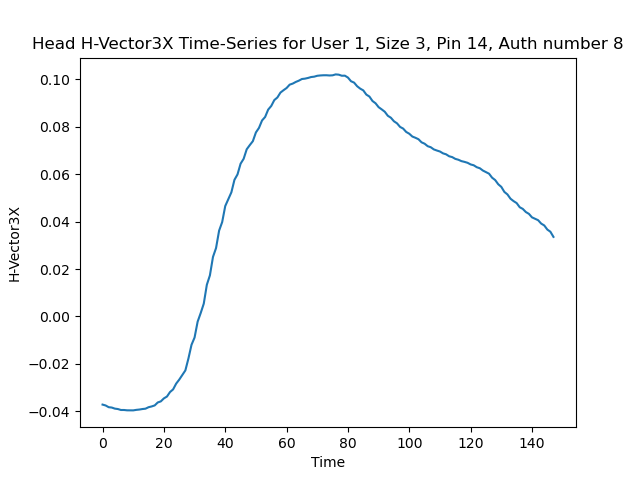 Head H-Vector3X Time-Series for User 1, Size 3, Pin 14, Auth number 8
H-Vector3X
0.10
0.08
0.06
0.04
0.02
0.00
−0.02
−0.04
0 20 40 60 80 100 120 140
Time